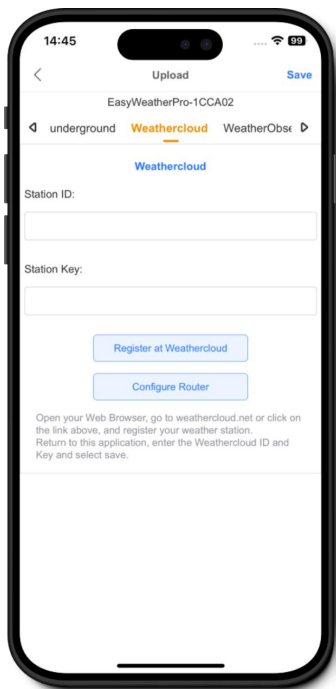 14:45
99
Upload
Save
EasyWeatherPro-1CCA02
underground Weathercloud WeatherObse
Weathercloud
Station ID:
Station Key:
Register at Weathercloud
Configure Router
Open your Web Browser, go to weathercloud.net or click on
the link above, and register your weather station.
Return to this application, enter the Weathercloud ID and
Key and select save.